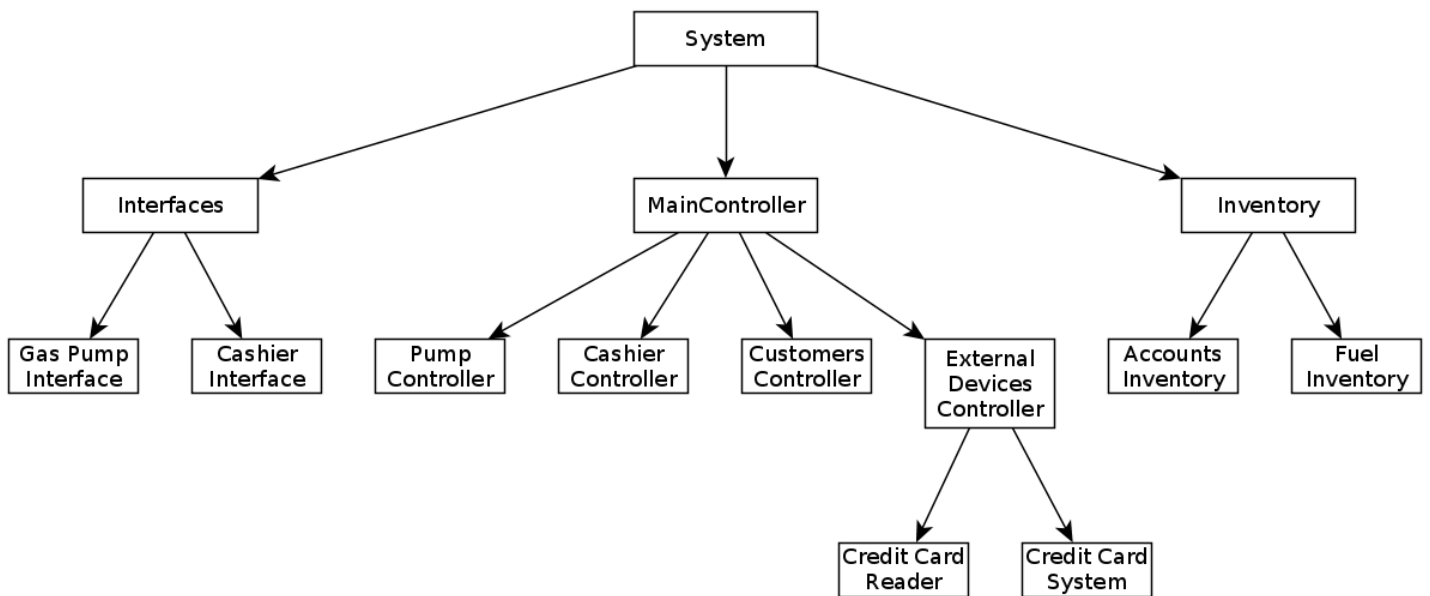 System
Interfaces
MainController
Inventory
Gas Pump
Interface
Cashier
Interface
Pump
Controller
Cashier
Controller
Customers
Controller
External
Devices
Controller
Accounts
Inventory
Fuel
Inventory
Credit Card
Reader
Credit Card
System